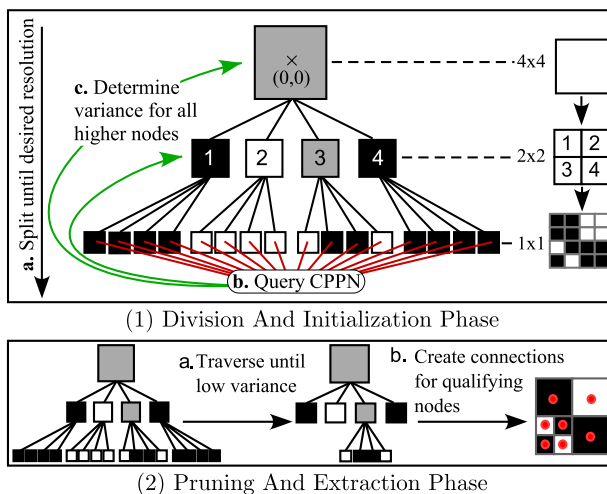 a. Split until desired resolution
c. Determine
variance for all
higher nodes
×
(0,0)
4x4
1 2 3 4
2x2
1 2
3 4
1x1
b. Query CPPN
(1) Division And Initialization Phase
a. Traverse until
low variance
b. Create connections
for qualifying
nodes
(2) Pruning And Extraction Phase